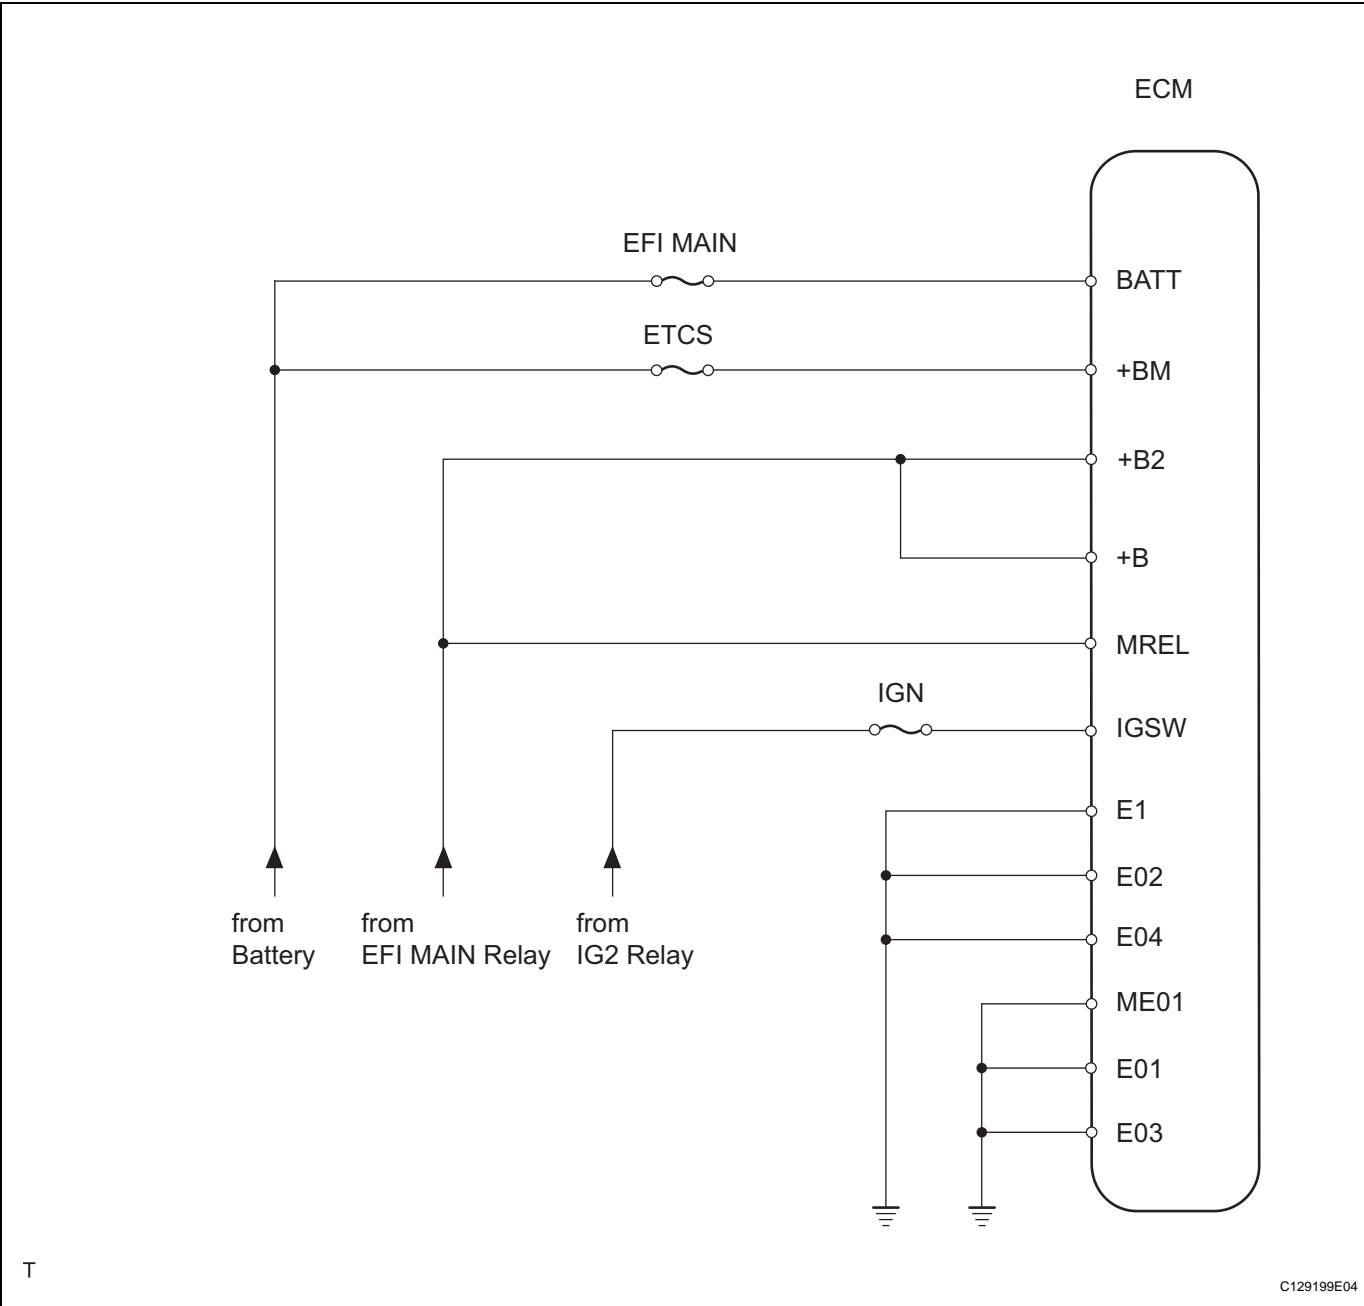 ECM
EFI MAIN
BATT
ETCS
+BM
+B2
+B
MREL
IGN
IGSW
E1
E02
E04
ME01
E01
E03
from
Battery
from
EFI MAIN Relay
from
IG2 Relay
T
C129199E04